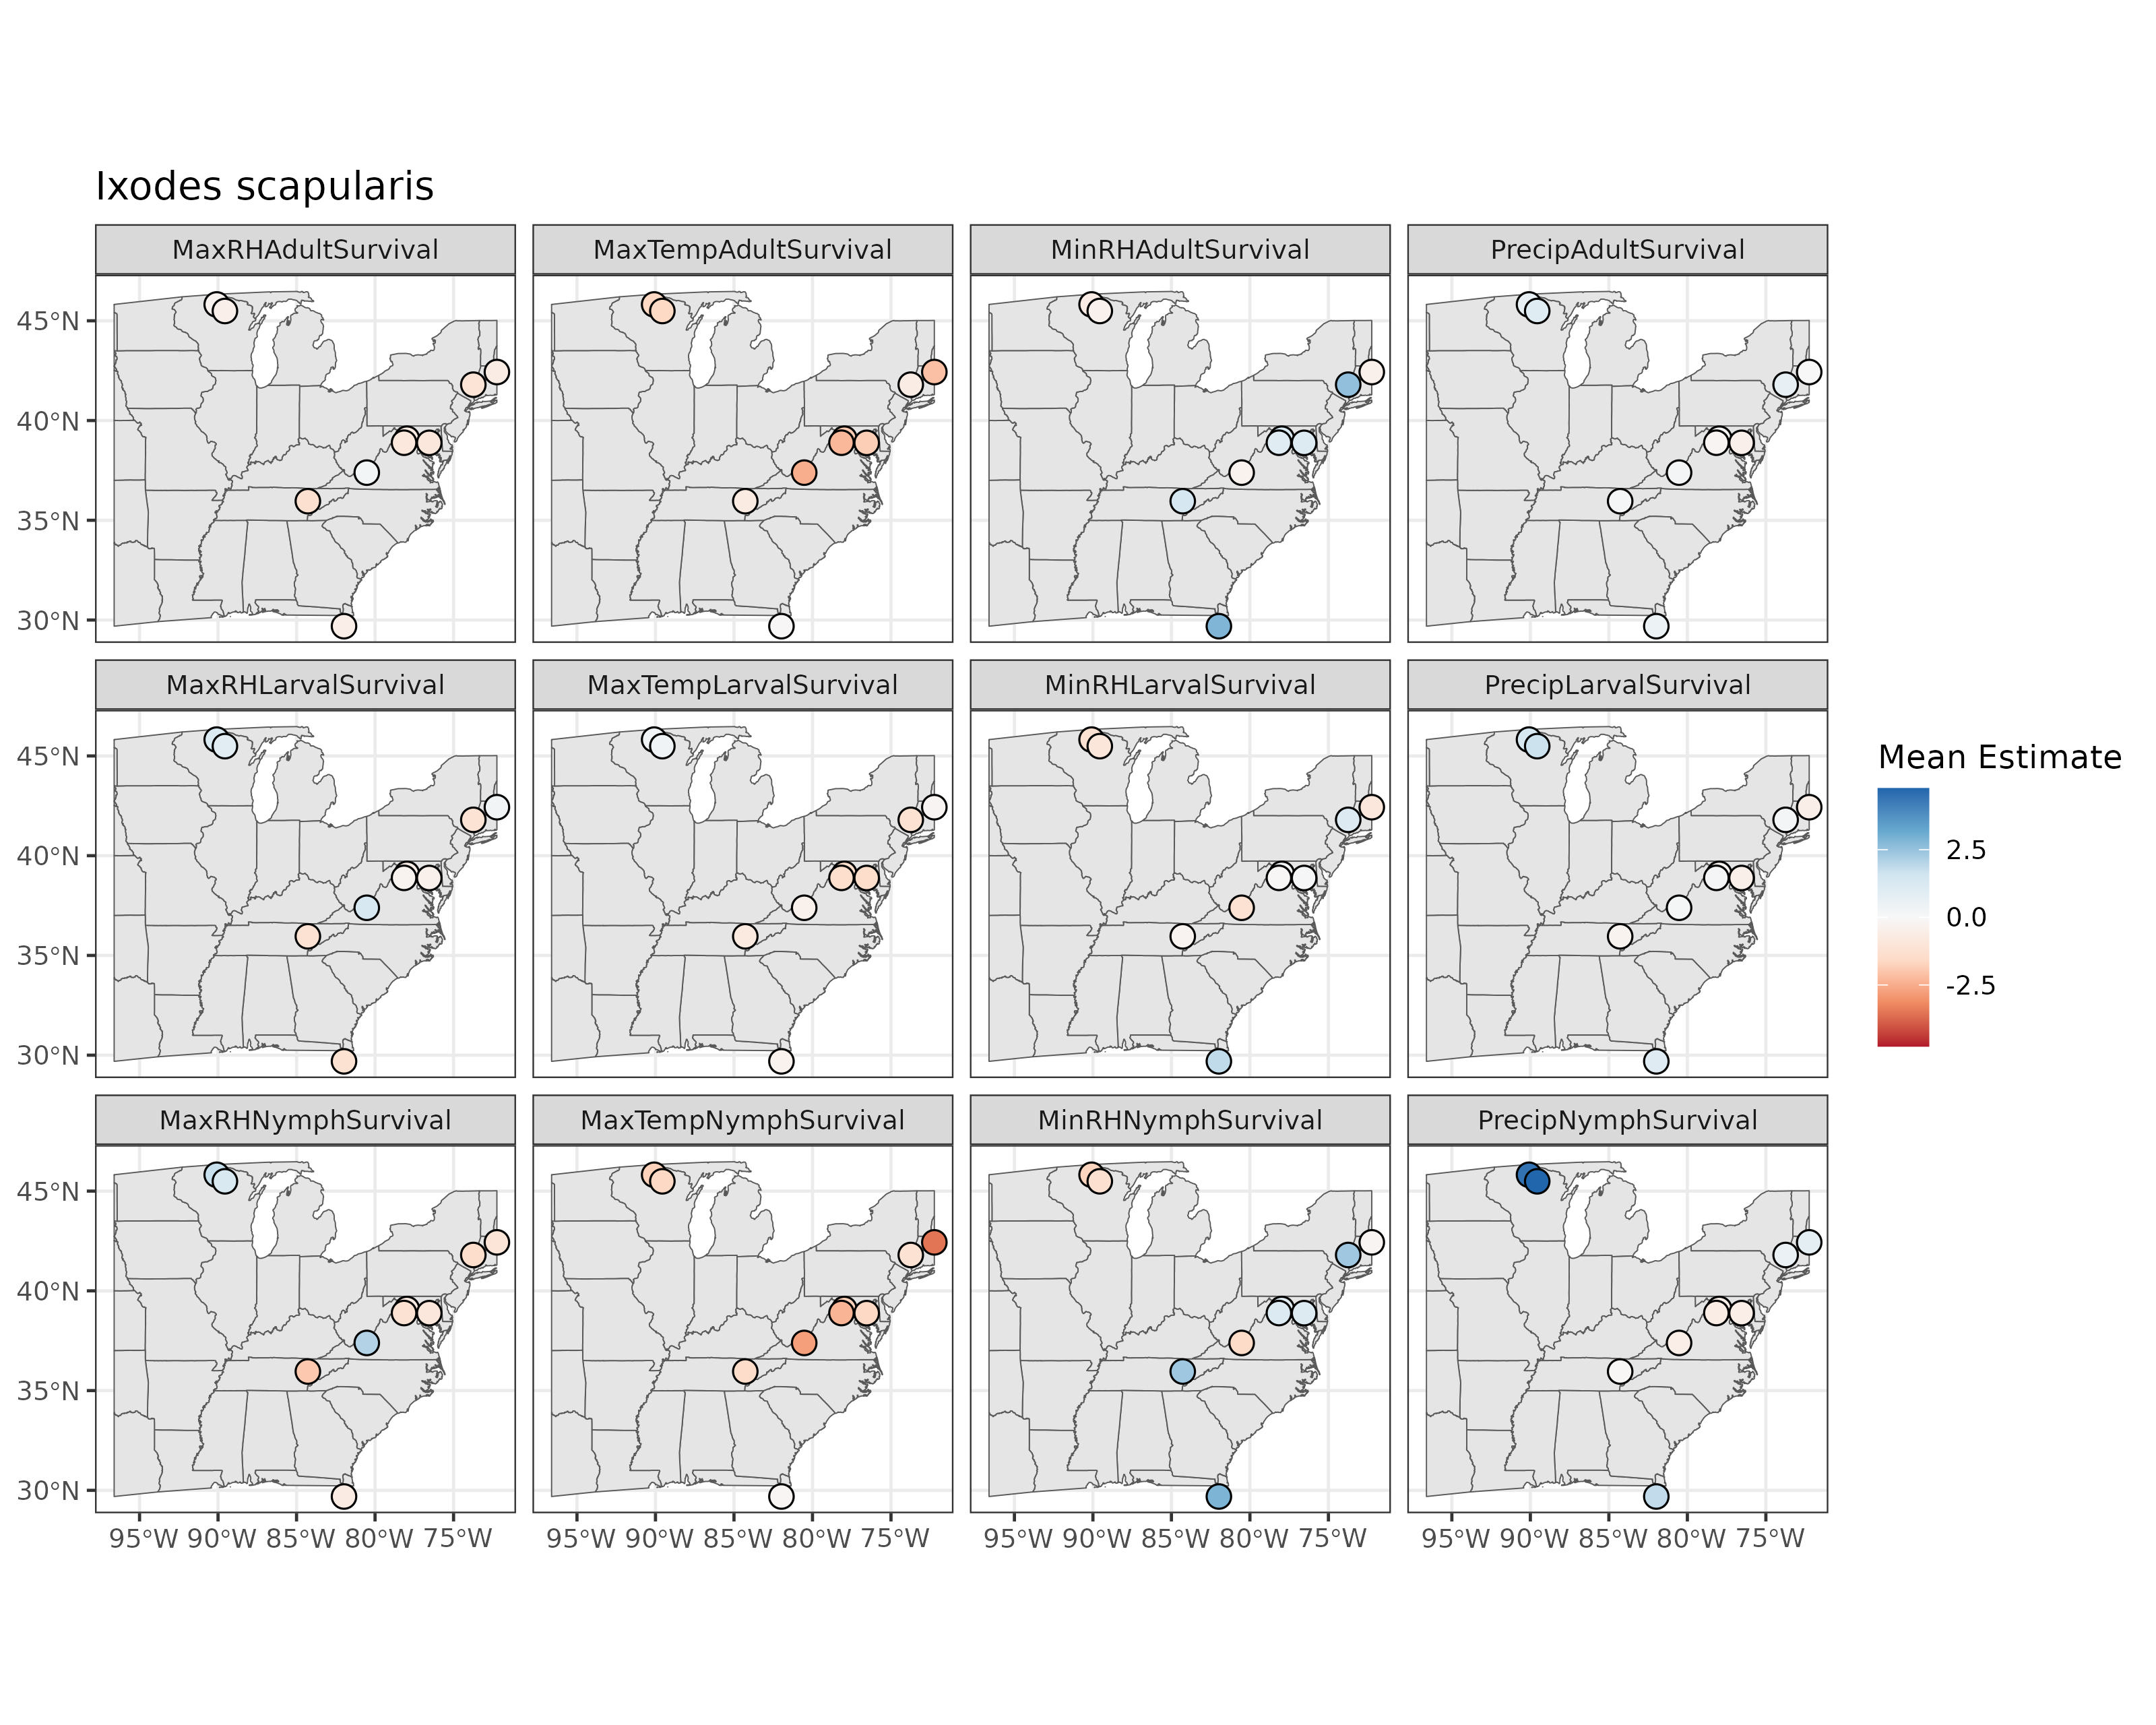 Ixodes scapularis
MaxRHAdultSurvival MaxTempAdultSurvival MinRHAdultSurvival PrecipAdultSurvival
45°N
40°N
35°N
30°N
MaxRHLarvalSurvival MaxTempLarvalSurvival MinRHLarvalSurvival PrecipLarvalSurvival
45°N
40°N
35°N
30°N
MaxRHNymphSurvival MaxTempNymphSurvival MinRHNymphSurvival PrecipNymphSurvival
45°N
40°N
35°N
30°N
95°W 90°W 85°W 80°W 75°W 95°W 90°W 85°W 80°W 75°W 95°W 90°W 85°W 80°W 75°W 95°W 90°W 85°W 80°W 75°W
Mean Estimate
2.5
0.0
-2.5